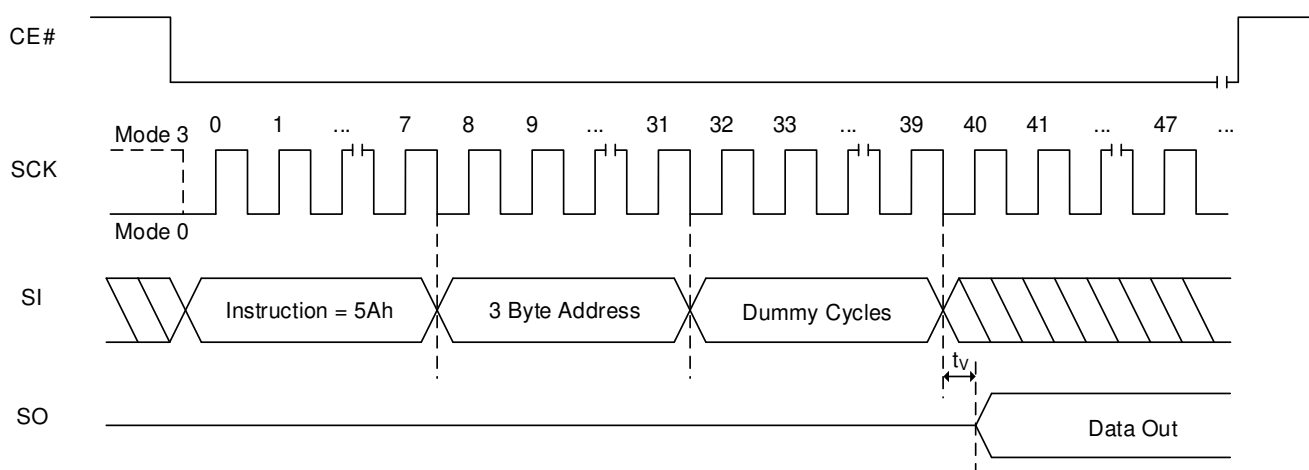 CE#
0 1 ... 7 8 9 ... 31 32 33 ... 39 40 41 ... 47 ...
Mode 3
SCK
Mode 0
SI
Instruction = 5Ah
3 Byte Address
Dummy Cycles
tV
SO
Data Out